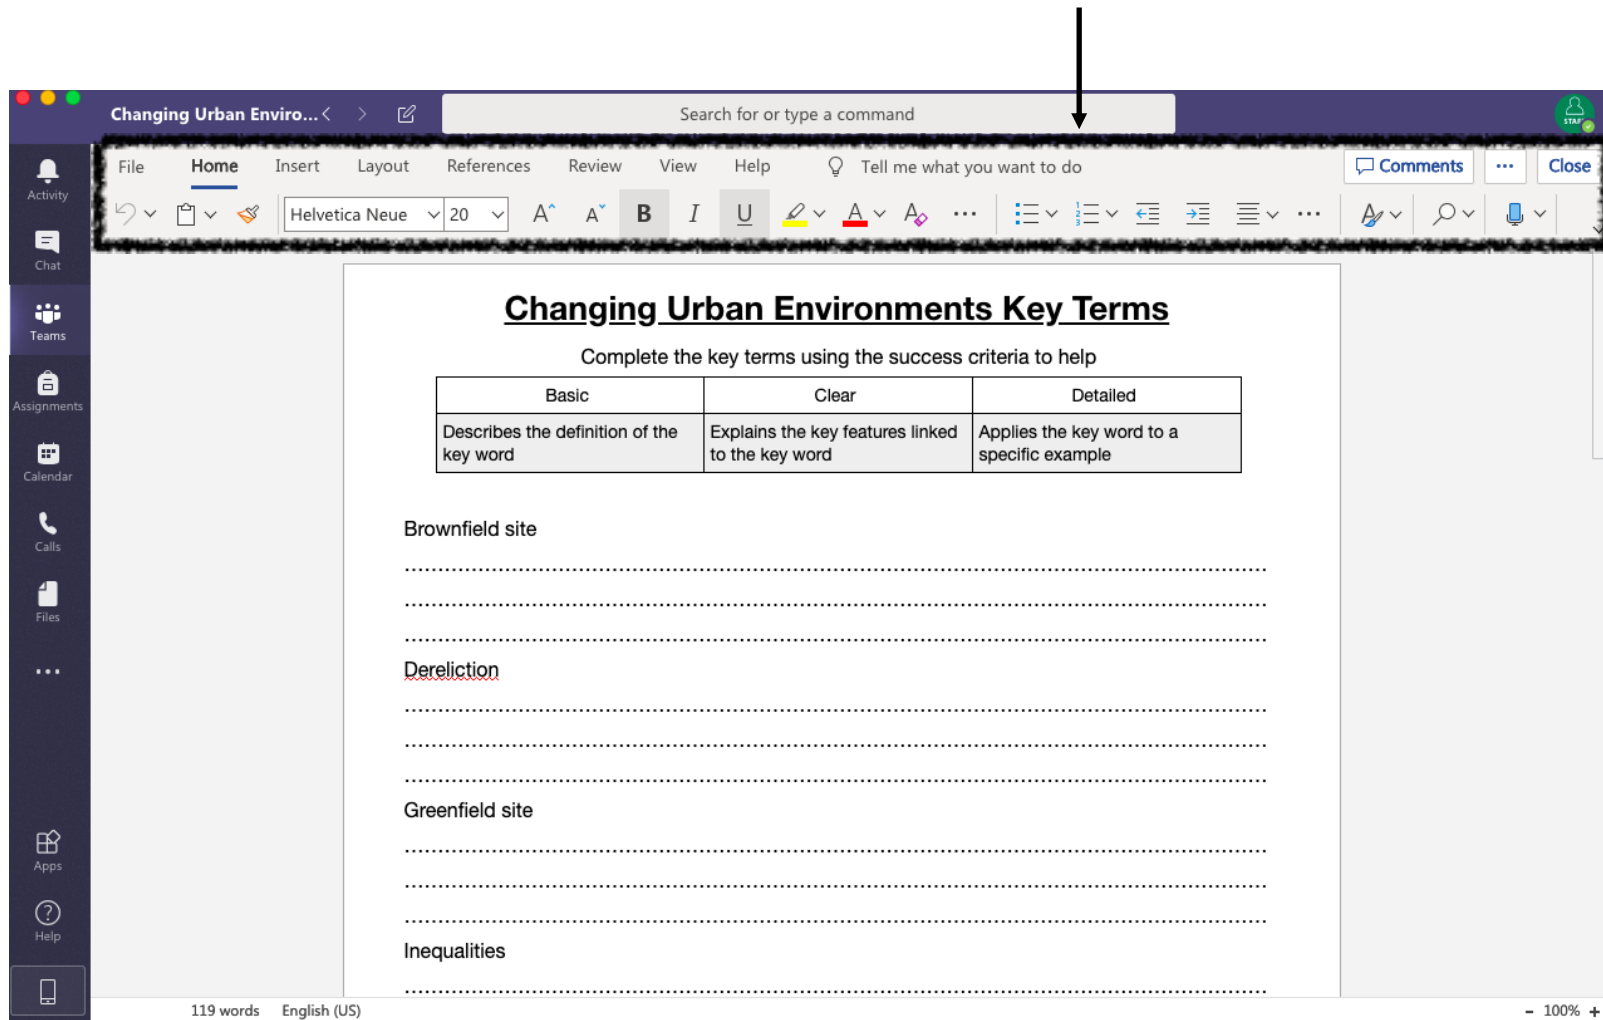 Changing Urban Enviro...
Search for or type a command
STAF
File Home Insert Layout References Review View Help Tell me what you want to do Comments ... Close
Helvetica Neue 20 A A B I U A A ...
Activity
Chat
Teams
Assignments
Calendar
Calls
Files
...
Apps
Help
Changing Urban Environments Key Terms
Complete the key terms using the success criteria to help
Basic Clear Detailed
Describes the definition of the Explains the key features linked Applies the key word to a
key word to the key word specific example
Brownfield site
Dereliction
Greenfield site
Inequalities
119 words English (US) - 100% +